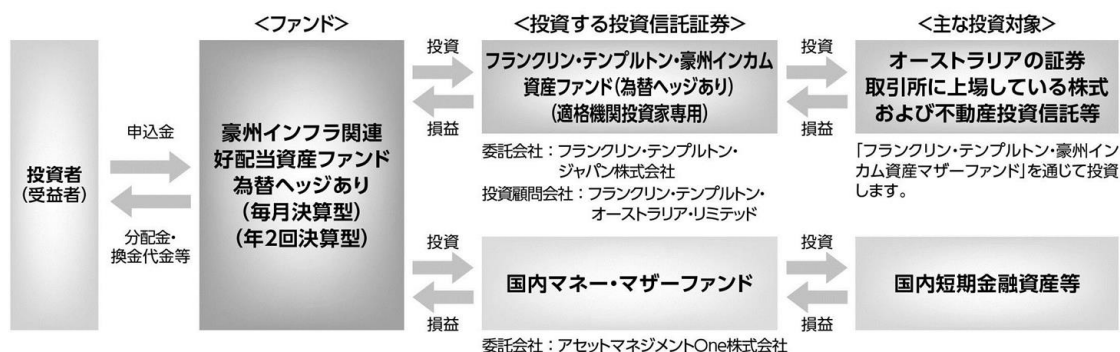 <ファンド>
<投資する投資信託証券>
<主な投資対象>
投資者
(受益者)
申込金
分配金・
換金代金等
豪州インフラ関連
好配当資産ファンド
為替ヘッジあり
(毎月決算型)
(年2回決算型)
投資
損益
フランクリン・テンプルトン・豪州インカム
資産ファンド(為替ヘッジあり)
(適格機関投資家専用)
委託会社:フランクリン・テンプルトン・
ジャパン株式会社
投資顧問会社:フランクリン・テンプルトン・
オーストラリア・リミテッド
投資
損益
オーストラリアの証券
取引所に上場している株式
および不動産投資信託等
「フランクリン・テンプルトン・豪州イン
カム資産マザーファンド」を通じて投資
します。
投資
損益
国内マネー・マザーファンド
委託会社:アセットマネジメントOne株式会社
投資
損益
国内短期金融資産等